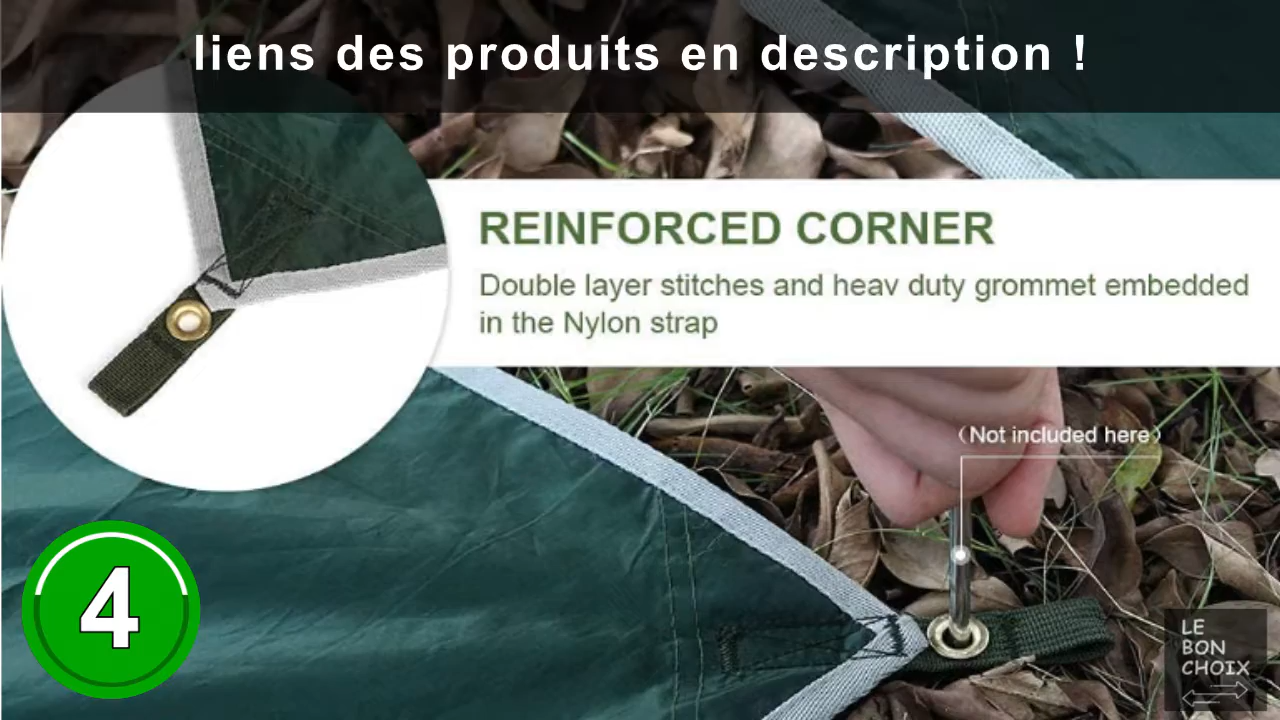 liens des produits en description !
REINFORCED CORNER
Double layer stitches and heav duty grommet embedded
in the Nylon strap
(Not included here)
4
LE
BON
CHOIX